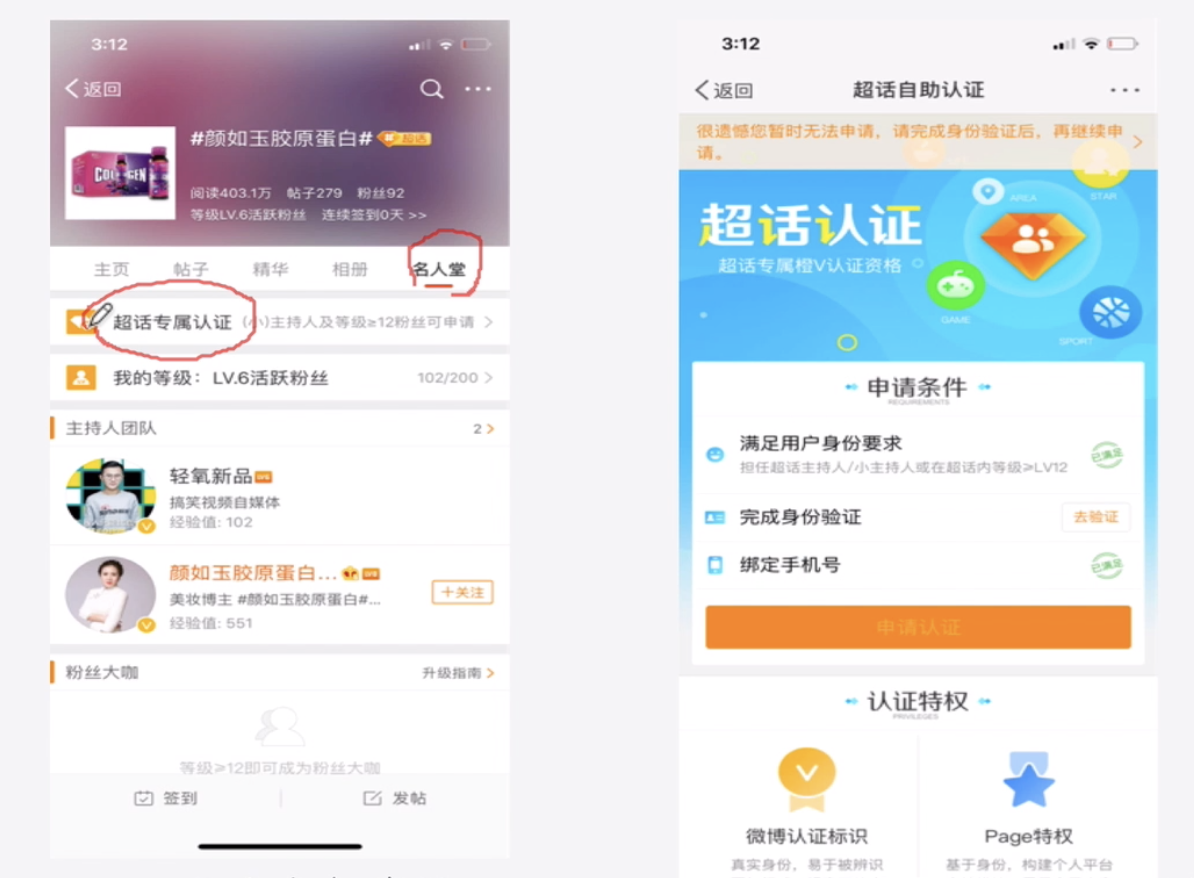 3:12
返回
#颜如玉胶原蛋白#
超话
COLLAGEN
阅读403.1万 帖子279 粉丝92
等级LV.6活跃粉丝 连续签到0天 >>
主页 帖子 精华 相册 名人堂
超话专属认证 (小)主持人及等级≥12粉丝可申请 >
我的等级：LV.6活跃粉丝 102/200 >
主持人团队 2 >
轻氧新品
搞笑视频自媒体
经验值: 102
颜如玉胶原蛋白...
美妆博主 #颜如玉胶原蛋白#...
+关注
经验值: 551
粉丝大咖 升级指南 >
等级≥12即可成为粉丝大咖
签到 发帖
3:12
返回 超话自助认证
很遗憾您暂时无法申请，请完成身份验证后，再继续申
请。
超话认证
超话专属橙V认证资格
AREA
STAR
GAME
SPORT
申请条件
REQUIREMENTS
满足用户身份要求
担任超话主持人/小主持人或在超话内等级≥LV12
已满足
完成身份验证 去验证
绑定手机号 已满足
申请认证
认证特权
PRIVILEGES
微博认证标识 Page特权
真实身份，易于被辨识 基于身份，构建个人平台